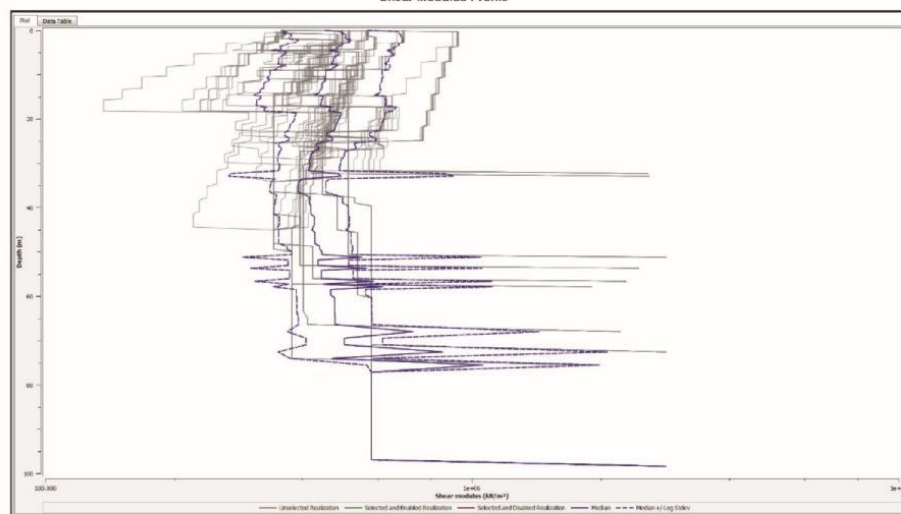 Shear Modulus Profile
Plot Data Table
0
20
40
60
80
100
Depth (m)
100.000 1e+06
Shear modulus (kN/m²)
Unselected Realization Selected and Enabled Realization Selected and Disabled Realization Median Median +/-Log Stdev